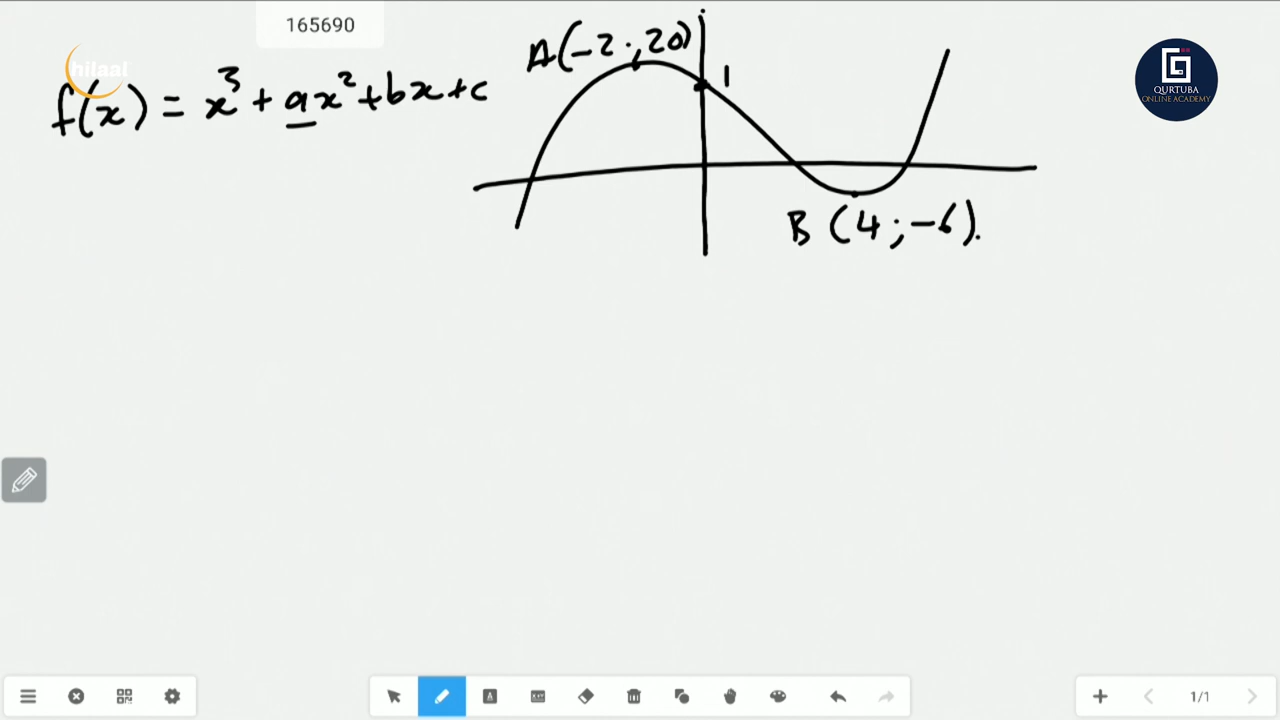 165690
hilaal
f(x) = x³ + ax² + bx + c
A(-2 ; 20)
1
B (4 ; -6).
QURTUBA
ONLINE ACADEMY
A
1/1